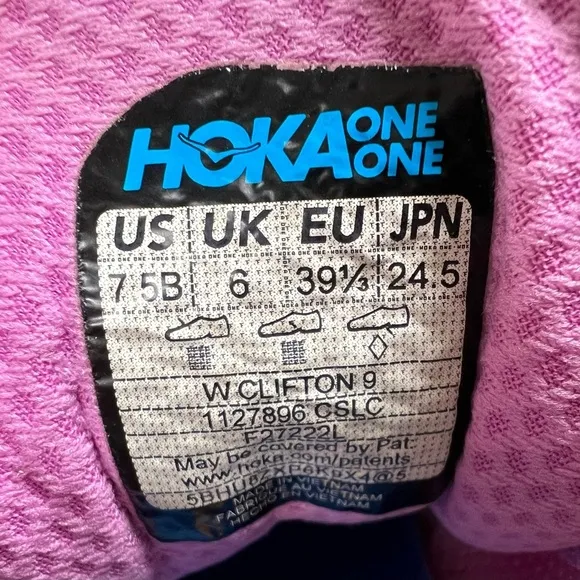 HOKA ONE ONE
US UK EU JPN
7.5B 6 39⅓ 24.5
W CLIFTON 9
1127896 CSLC
F27222L
May be covered by Pat.
www.hoka.com/patents
MADE IN VIETNAM
FABRIQUÉ EN VIETNAM
HECHO EN VIETNAM